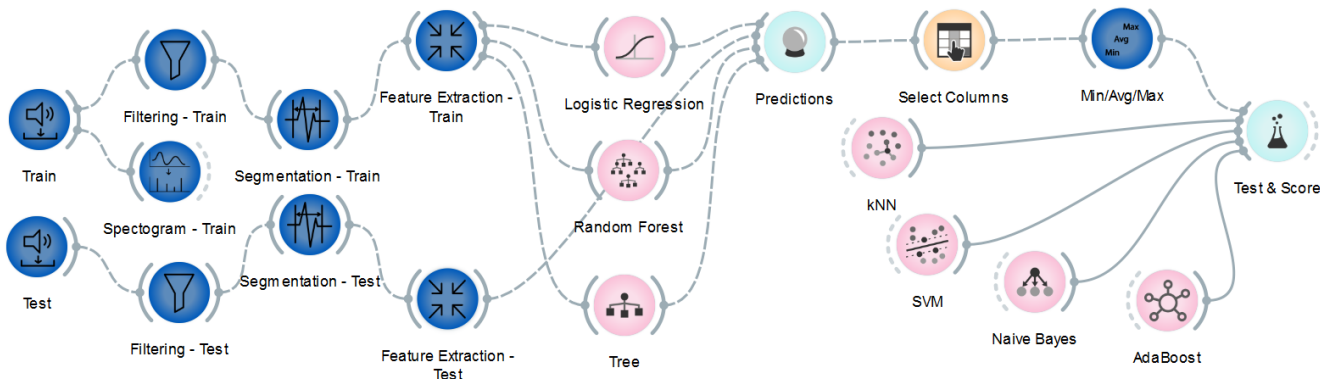 Train
Filtering - Train
Spectogram - Train
Segmentation - Train
Feature Extraction -
Train
Logistic Regression
Random Forest
Tree
Predictions
Select Columns
Max
Avg
Min
Min/Avg/Max
Test & Score
kNN
SVM
Naive Bayes
AdaBoost
Test
Filtering - Test
Segmentation - Test
Feature Extraction -
Test